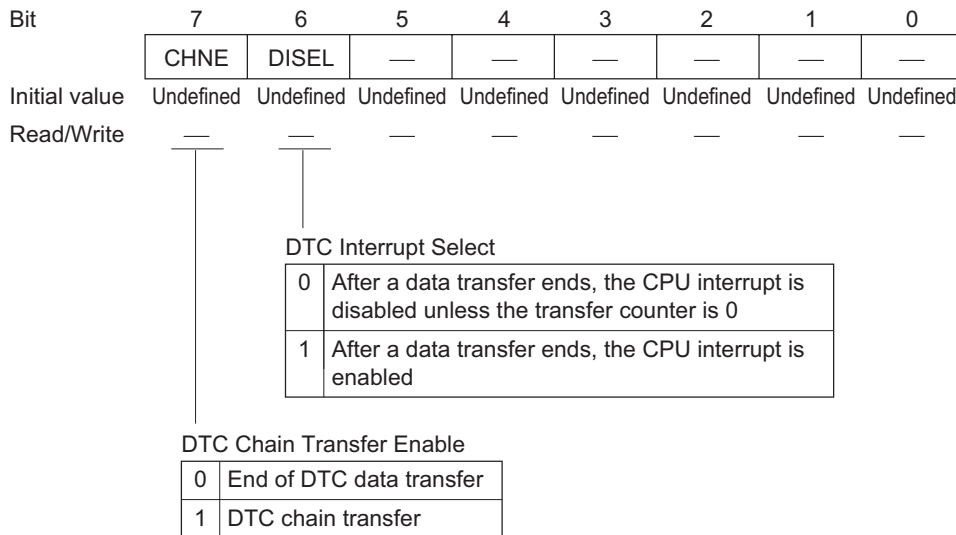 Bit 7 6 5 4 3 2 1 0
CHNE DISEL — — — — — —
Initial value Undefined Undefined Undefined Undefined Undefined Undefined Undefined Undefined
Read/Write — — — — — — — —
DTC Interrupt Select
0 After a data transfer ends, the CPU interrupt is
disabled unless the transfer counter is 0
1 After a data transfer ends, the CPU interrupt is
enabled
DTC Chain Transfer Enable
0 End of DTC data transfer
1 DTC chain transfer